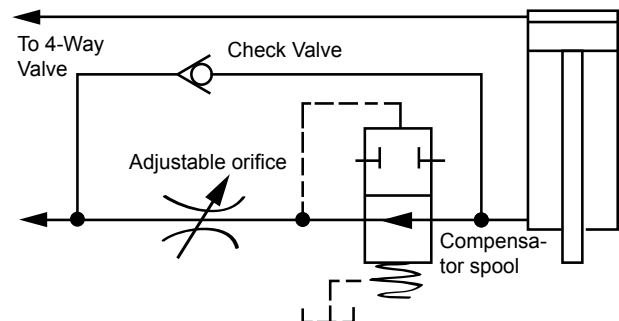 To 4-Way
Valve
Check Valve
Adjustable orifice
Compensa-
tor spool